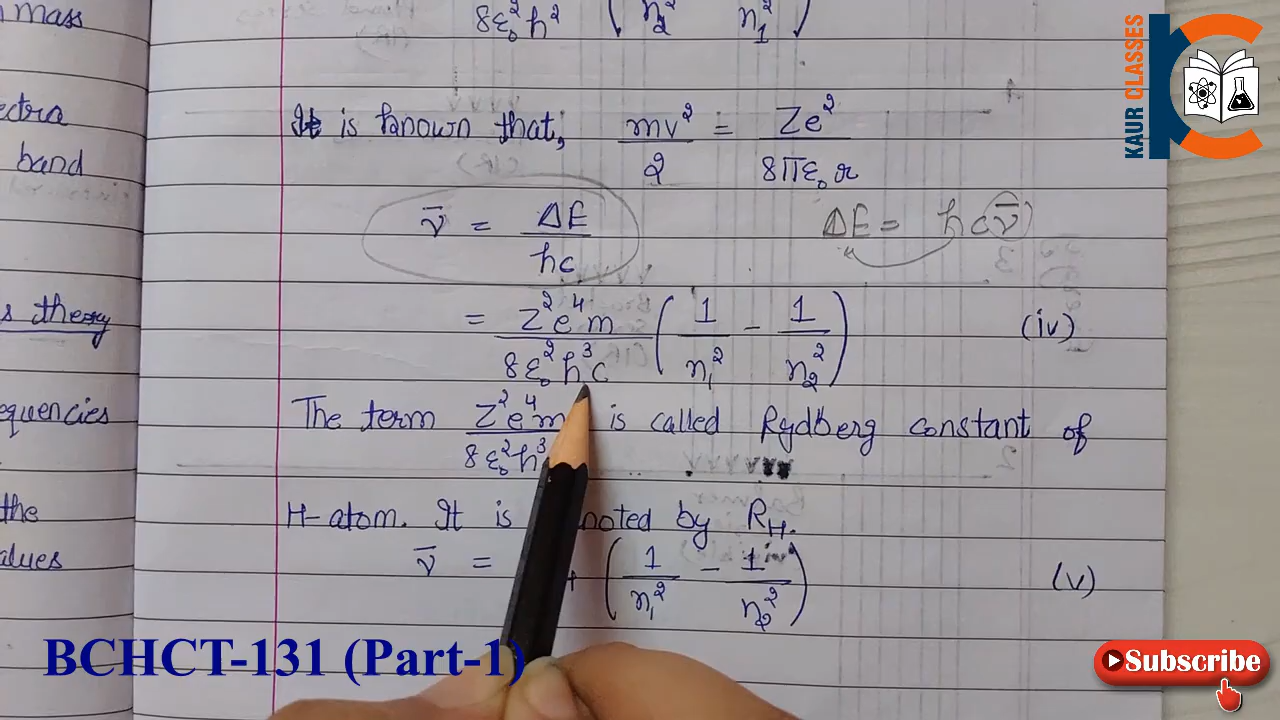 mass
8ε₀²h² ( n₂² n₁² )
It is known that; mv²/2 = Ze²/8πε₀r
ectra
band
ν̄ = ΔE/hc
ΔE = hcν̄
= Z²e⁴m/8ε₀²h³c ( 1/n₁² - 1/n₂² ) (iv)
s theory
The term Z²e⁴m/8ε₀²h³ is called Rydberg constant of
equencies
H-atom. It is noted by R_H.
the
ν̄ = ( 1/n₁² - 1/n₂² ) (v)
alues
KAUR CLASSES
BCHCT-131 (Part-1)
Subscribe